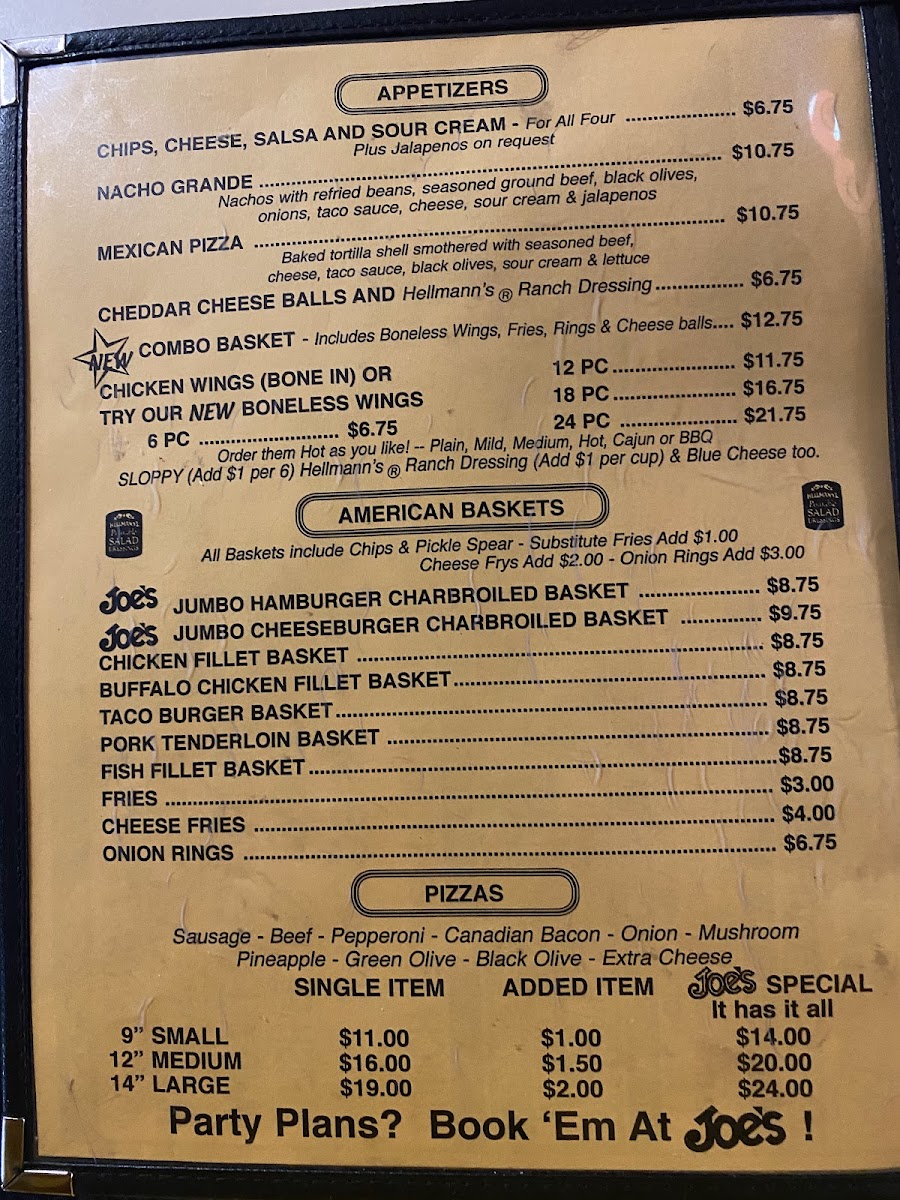 APPETIZERS
CHIPS, CHEESE, SALSA AND SOUR CREAM - For All Four ................ $6.75
Plus Jalapenos on request
NACHO GRANDE ................ $10.75
Nachos with refried beans, seasoned ground beef, black olives,
onions, taco sauce, cheese, sour cream & jalapenos
MEXICAN PIZZA ................ $10.75
Baked tortilla shell smothered with seasoned beef,
cheese, taco sauce, black olives, sour cream & lettuce
CHEDDAR CHEESE BALLS AND Hellmann's ® Ranch Dressing................ $6.75
NEW COMBO BASKET - Includes Boneless Wings, Fries, Rings & Cheese balls.... $12.75
CHICKEN WINGS (BONE IN) OR
TRY OUR NEW BONELESS WINGS
6 PC ................ $6.75
12 PC................ $11.75
18 PC................ $16.75
24 PC ................ $21.75
Order them Hot as you like! -- Plain, Mild, Medium, Hot, Cajun or BBQ
SLOPPY (Add $1 per 6) Hellmann's ® Ranch Dressing (Add $1 per cup) & Blue Cheese too.
HELLMANN'S
SALAD
DRESSINGS
AMERICAN BASKETS
HELLMANN'S
SALAD
DRESSINGS
All Baskets include Chips & Pickle Spear - Substitute Fries Add $1.00
Cheese Frys Add $2.00 - Onion Rings Add $3.00
Joe's JUMBO HAMBURGER CHARBROILED BASKET ................ $8.75
Joe's JUMBO CHEESEBURGER CHARBROILED BASKET ................ $9.75
CHICKEN FILLET BASKET ................ $8.75
BUFFALO CHICKEN FILLET BASKET................ $8.75
TACO BURGER BASKET................ $8.75
PORK TENDERLOIN BASKET ................ $8.75
FISH FILLET BASKET................$8.75
FRIES ................ $3.00
CHEESE FRIES ................ $4.00
ONION RINGS ................ $6.75
PIZZAS
Sausage - Beef - Pepperoni - Canadian Bacon - Onion - Mushroom
Pineapple - Green Olive - Black Olive - Extra Cheese
SINGLE ITEM ADDED ITEM Joe's SPECIAL
It has it all
9” SMALL $11.00 $1.00 $14.00
12” MEDIUM $16.00 $1.50 $20.00
14” LARGE $19.00 $2.00 $24.00
Party Plans? Book ‘Em At Joe's !